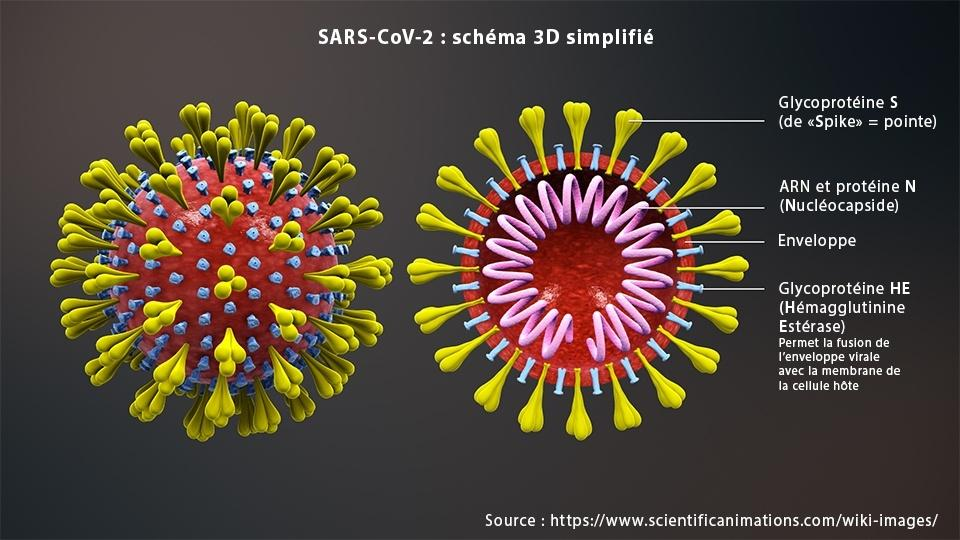 SARS-CoV-2 : schéma 3D simplifié
Glycoprotéine S
(de «Spike» = pointe)
ARN et protéine N
(Nucléocapside)
Enveloppe
Glycoprotéine HE
(Hémagglutinine
Estérase)
Permet la fusion de
l'enveloppe virale
avec la membrane de
la cellule hôte
Source : https://www.scientificanimations.com/wiki-images/